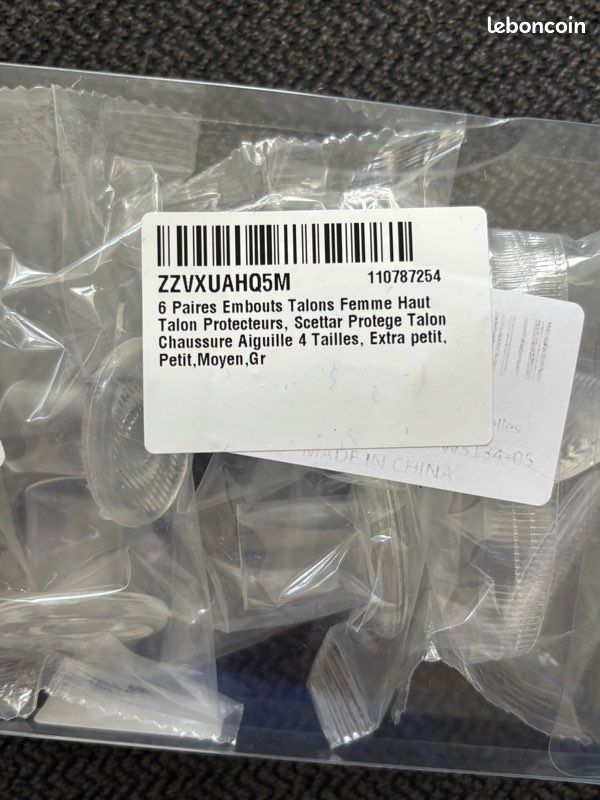 leboncoin
ZZVXUAHQ5M 110787254
6 Paires Embouts Talons Femme Haut
Talon Protecteurs, Scettar Protege Talon
Chaussure Aiguille 4 Tailles, Extra petit,
Petit,Moyen,Gr
MADE IN CHINA